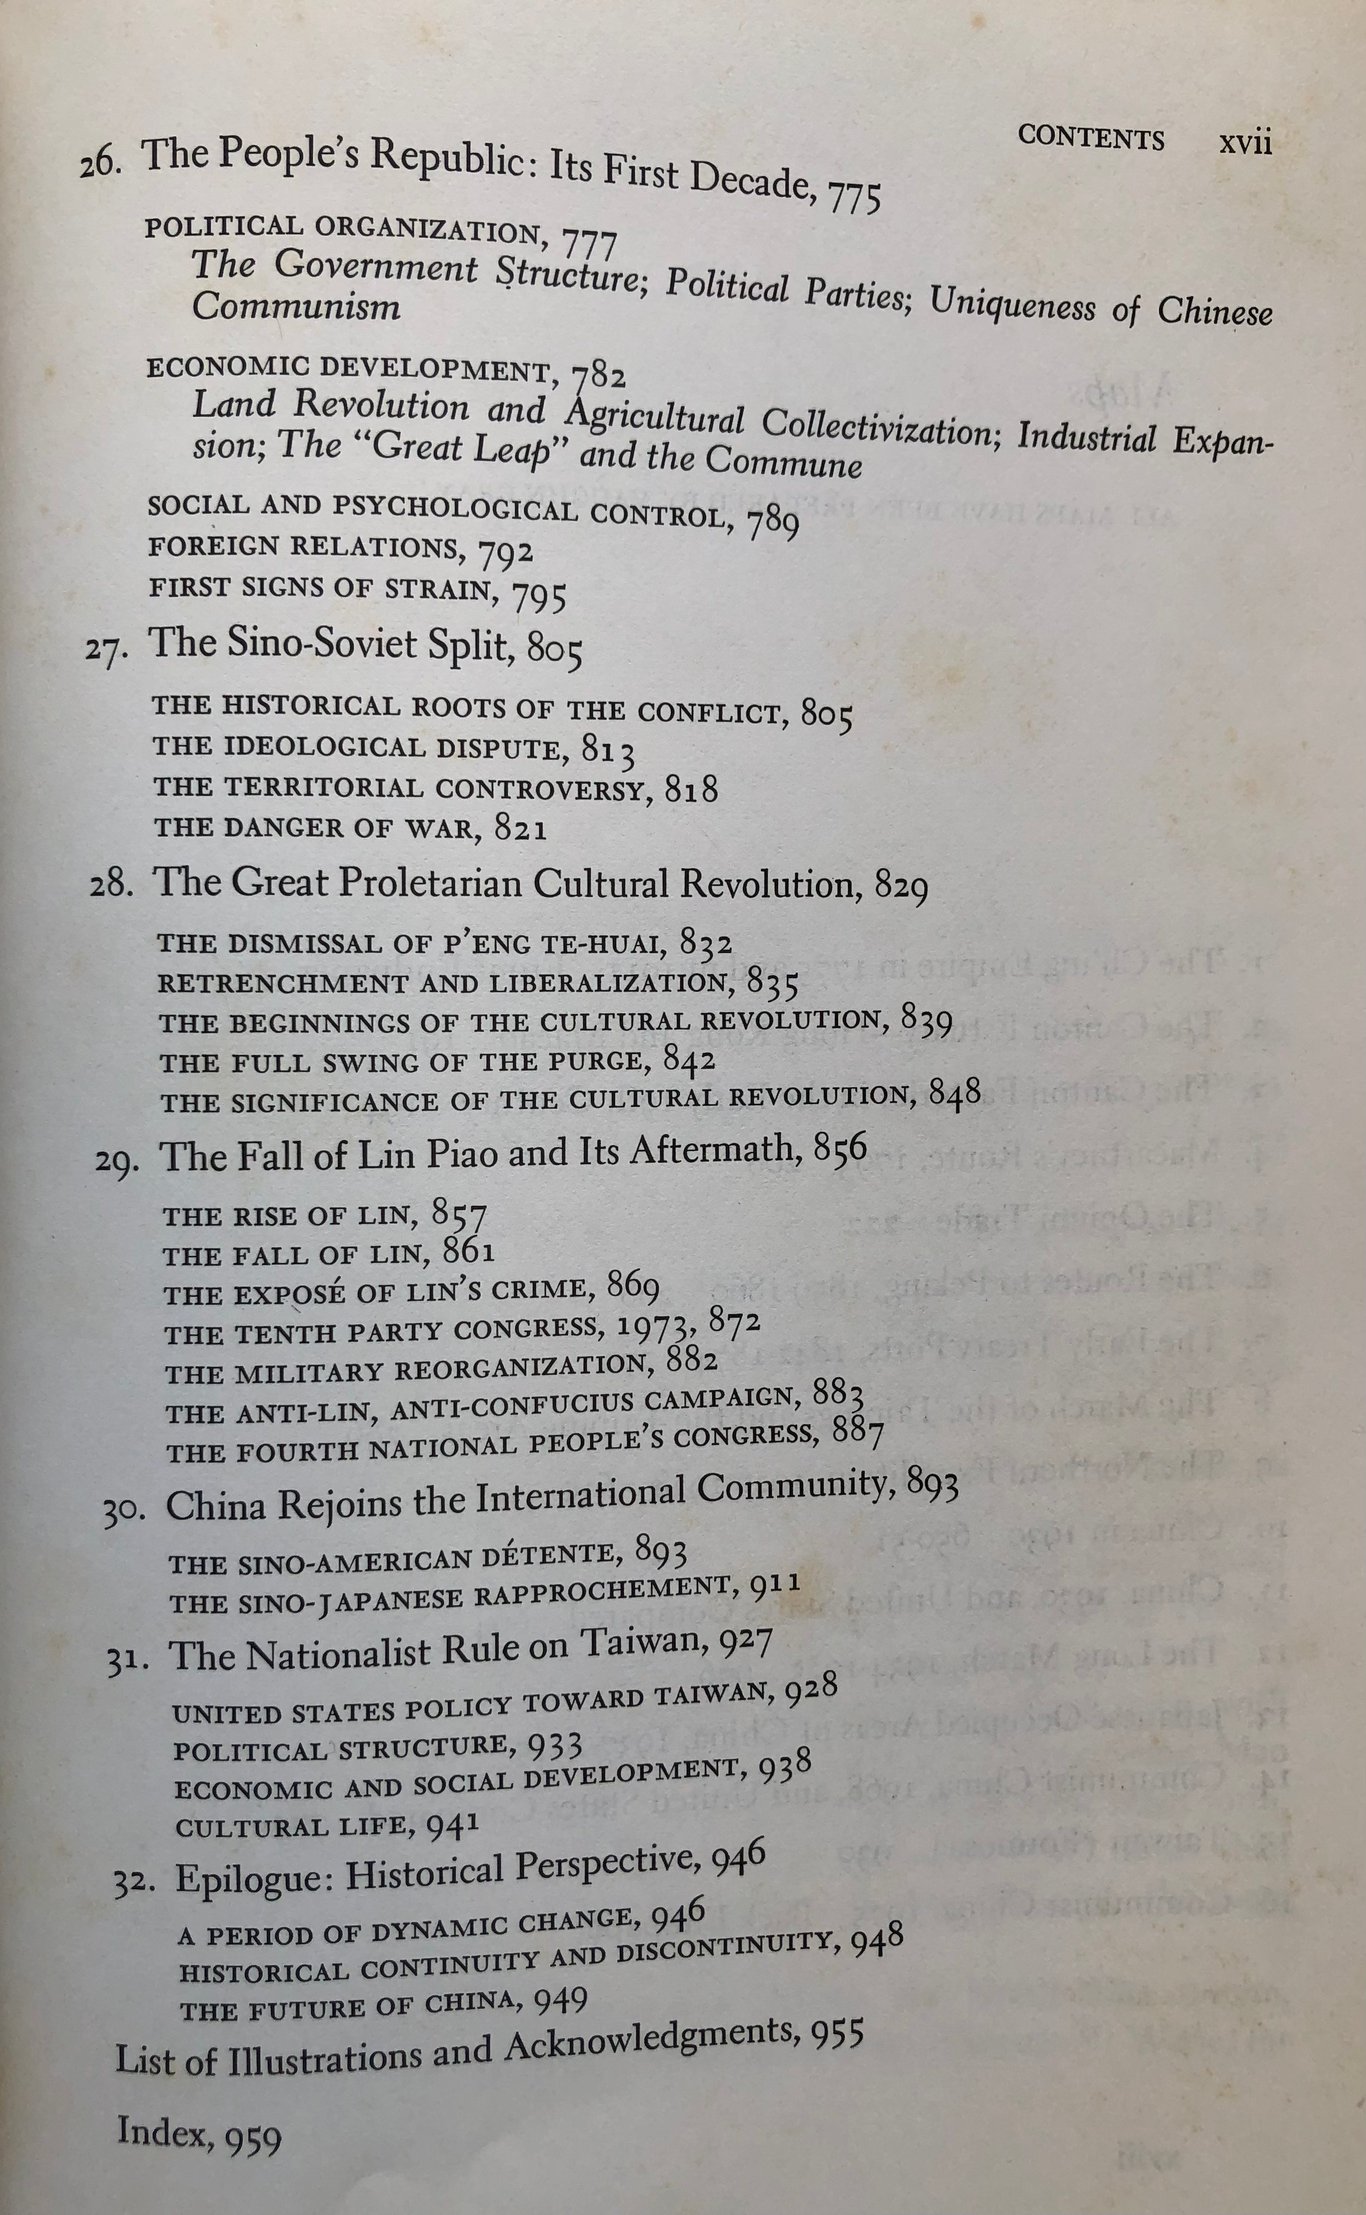 CONTENTS xvii
26. The People's Republic: Its First Decade, 775
POLITICAL ORGANIZATION, 777
The Government Structure; Political Parties; Uniqueness of Chinese
Communism
ECONOMIC DEVELOPMENT, 782
Land Revolution and Agricultural Collectivization; Industrial Expan-
sion; The “Great Leap” and the Commune
SOCIAL AND PSYCHOLOGICAL CONTROL, 789
FOREIGN RELATIONS, 792
FIRST SIGNS OF STRAIN, 795
27. The Sino-Soviet Split, 805
THE HISTORICAL ROOTS OF THE CONFLICT, 805
THE IDEOLOGICAL DISPUTE, 813
THE TERRITORIAL CONTROVERSY, 818
THE DANGER OF WAR, 821
28. The Great Proletarian Cultural Revolution, 829
THE DISMISSAL OF P'ENG TE-HUAI, 832
RETRENCHMENT AND LIBERALIZATION, 835
THE BEGINNINGS OF THE CULTURAL REVOLUTION, 839
THE FULL SWING OF THE PURGE, 842
THE SIGNIFICANCE OF THE CULTURAL REVOLUTION, 848
29. The Fall of Lin Piao and Its Aftermath, 856
THE RISE OF LIN, 857
THE FALL OF LIN, 861
THE EXPOSÉ OF LIN'S CRIME, 869
THE TENTH PARTY CONGRESS, 1973, 872
THE MILITARY REORGANIZATION, 882
THE ANTI-LIN, ANTI-CONFUCIUS CAMPAIGN, 883
THE FOURTH NATIONAL PEOPLE'S CONGRESS, 887
30. China Rejoins the International Community, 893
THE SINO-AMERICAN DÉTENTE, 893
THE SINO-JAPANESE RAPPROCHEMENT, 911
31. The Nationalist Rule on Taiwan, 927
UNITED STATES POLICY TOWARD TAIWAN, 928
POLITICAL STRUCTURE, 933
ECONOMIC AND SOCIAL DEVELOPMENT, 938
CULTURAL LIFE, 941
32. Epilogue: Historical Perspective, 946
A PERIOD OF DYNAMIC CHANGE, 946
HISTORICAL CONTINUITY AND DISCONTINUITY, 948
THE FUTURE OF CHINA, 949
List of Illustrations and Acknowledgments, 955
Index, 959